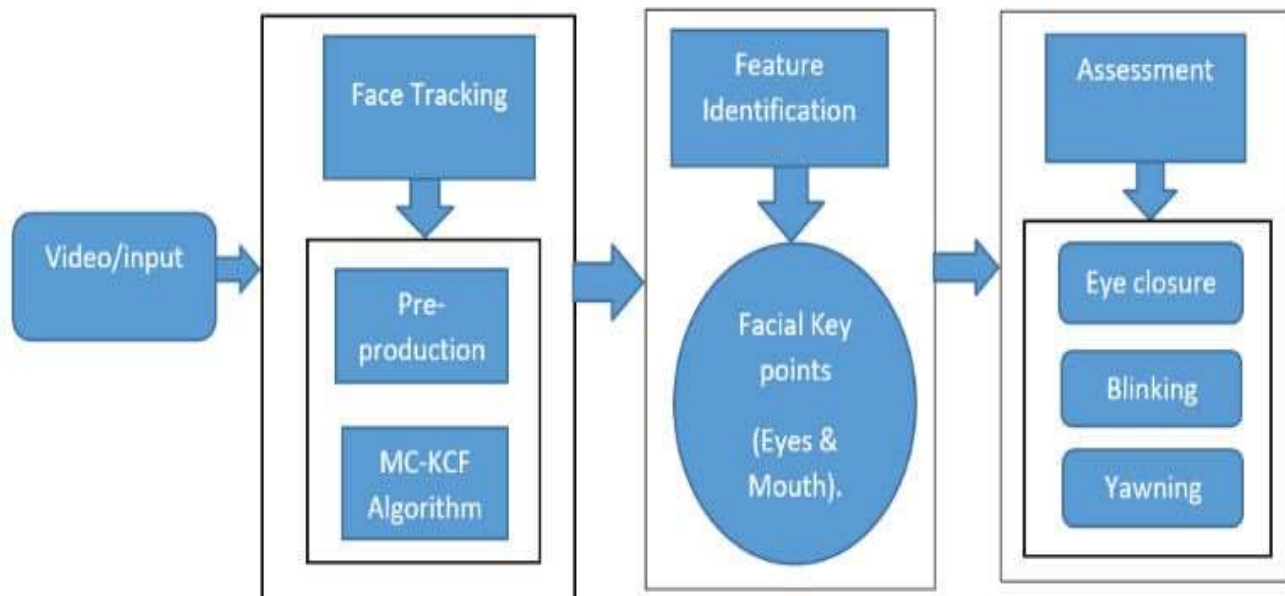 Video/input
Face Tracking
Pre-
production
MC-KCF
Algorithm
Feature
Identification
Facial Key
points
(Eyes &
Mouth).
Assessment
Eye closure
Blinking
Yawning